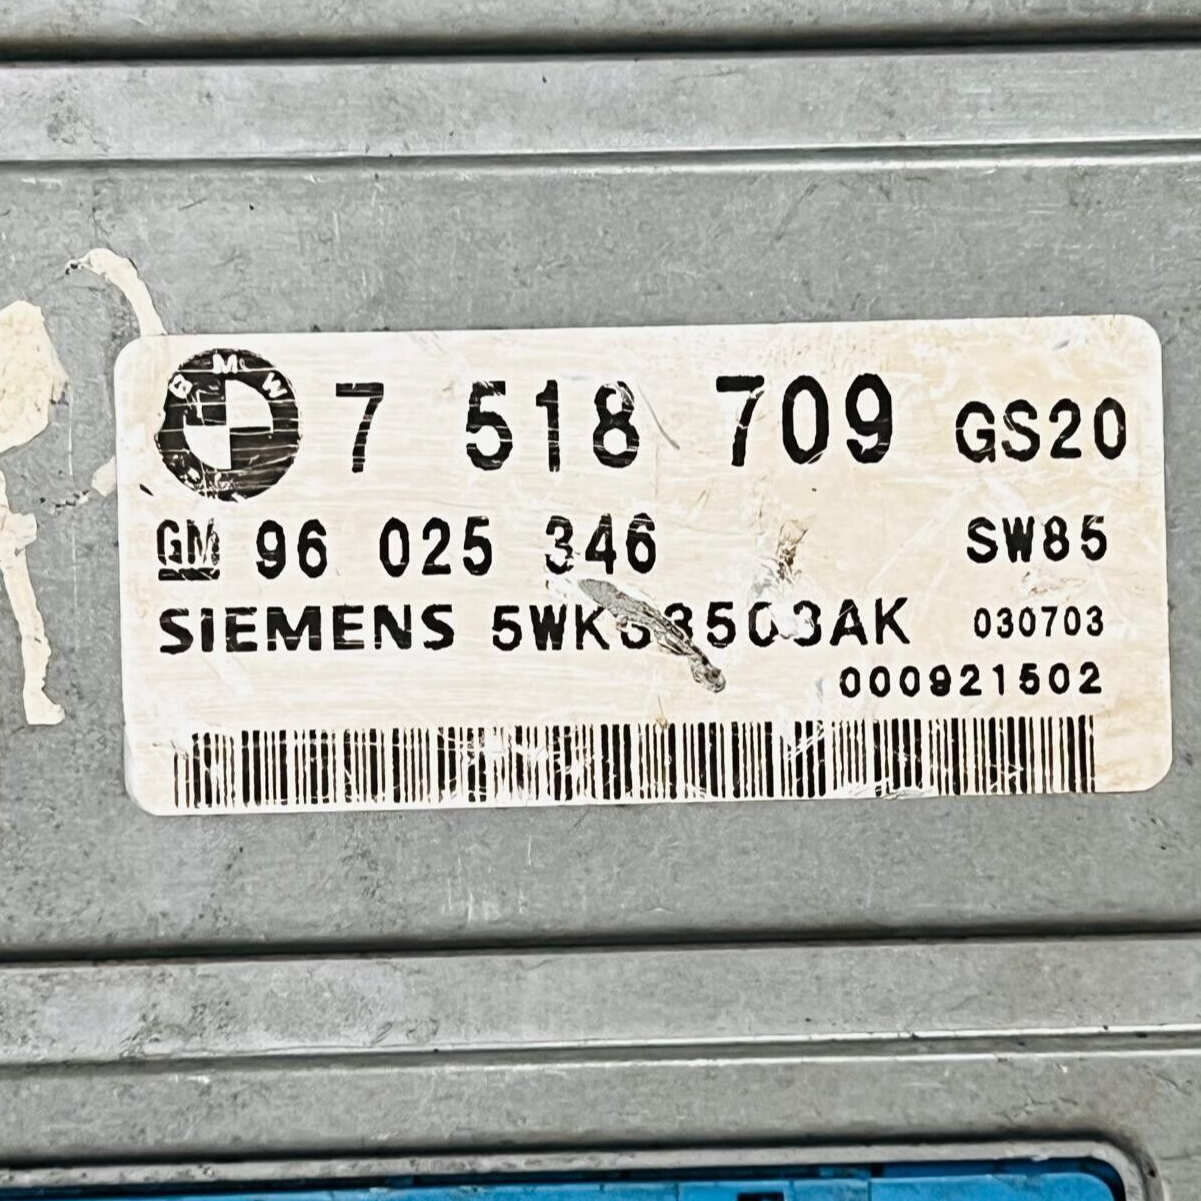 BMW 7 518 709 GS20
GM 96 025 346 SW85
SIEMENS 030703
000921502